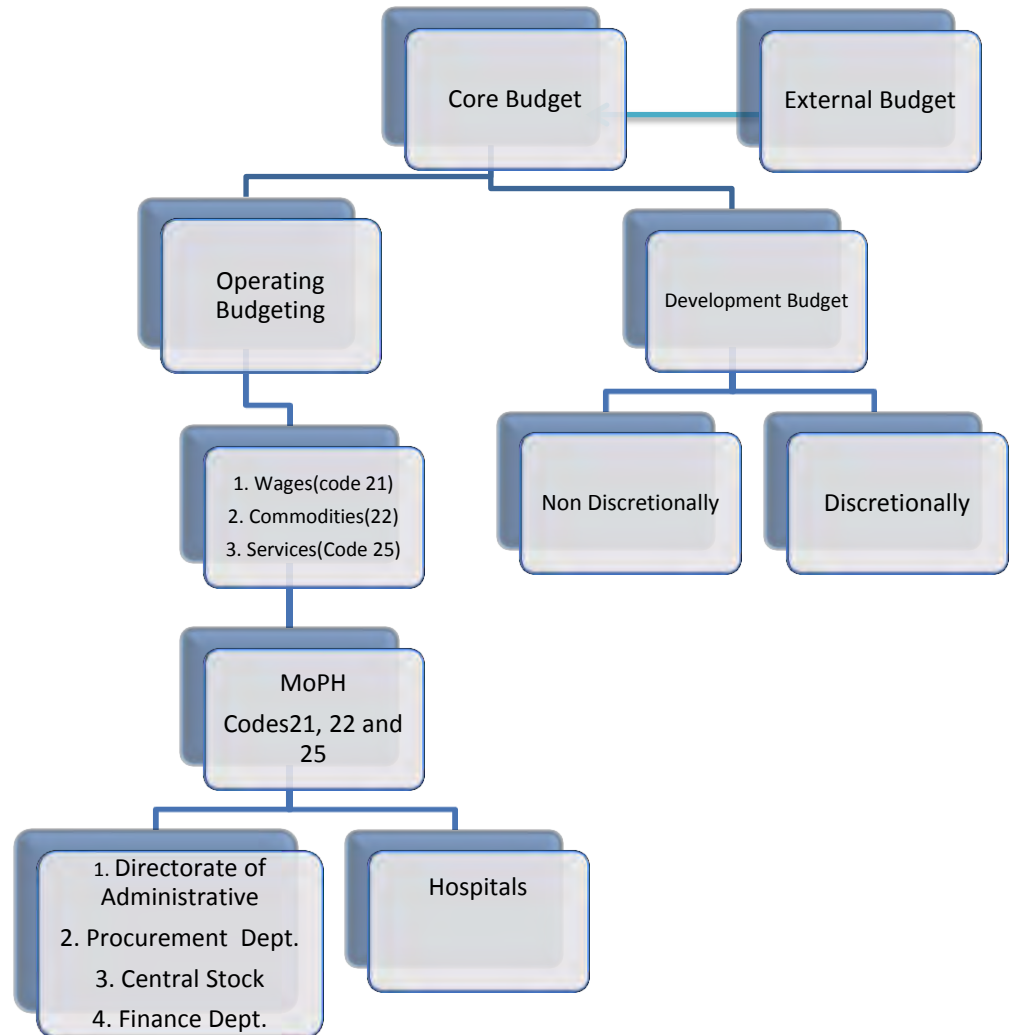 Core Budget
External Budget
Operating
Budgeting
Development Budget
1. Wages(code 21)
2. Commodities(22)
3. Services(Code 25)
Non Discretionally
Discretionally
MoPH
Codes21, 22 and
25
1. Directorate of
Administrative
2. Procurement Dept.
3. Central Stock
4. Finance Dept.
Hospitals